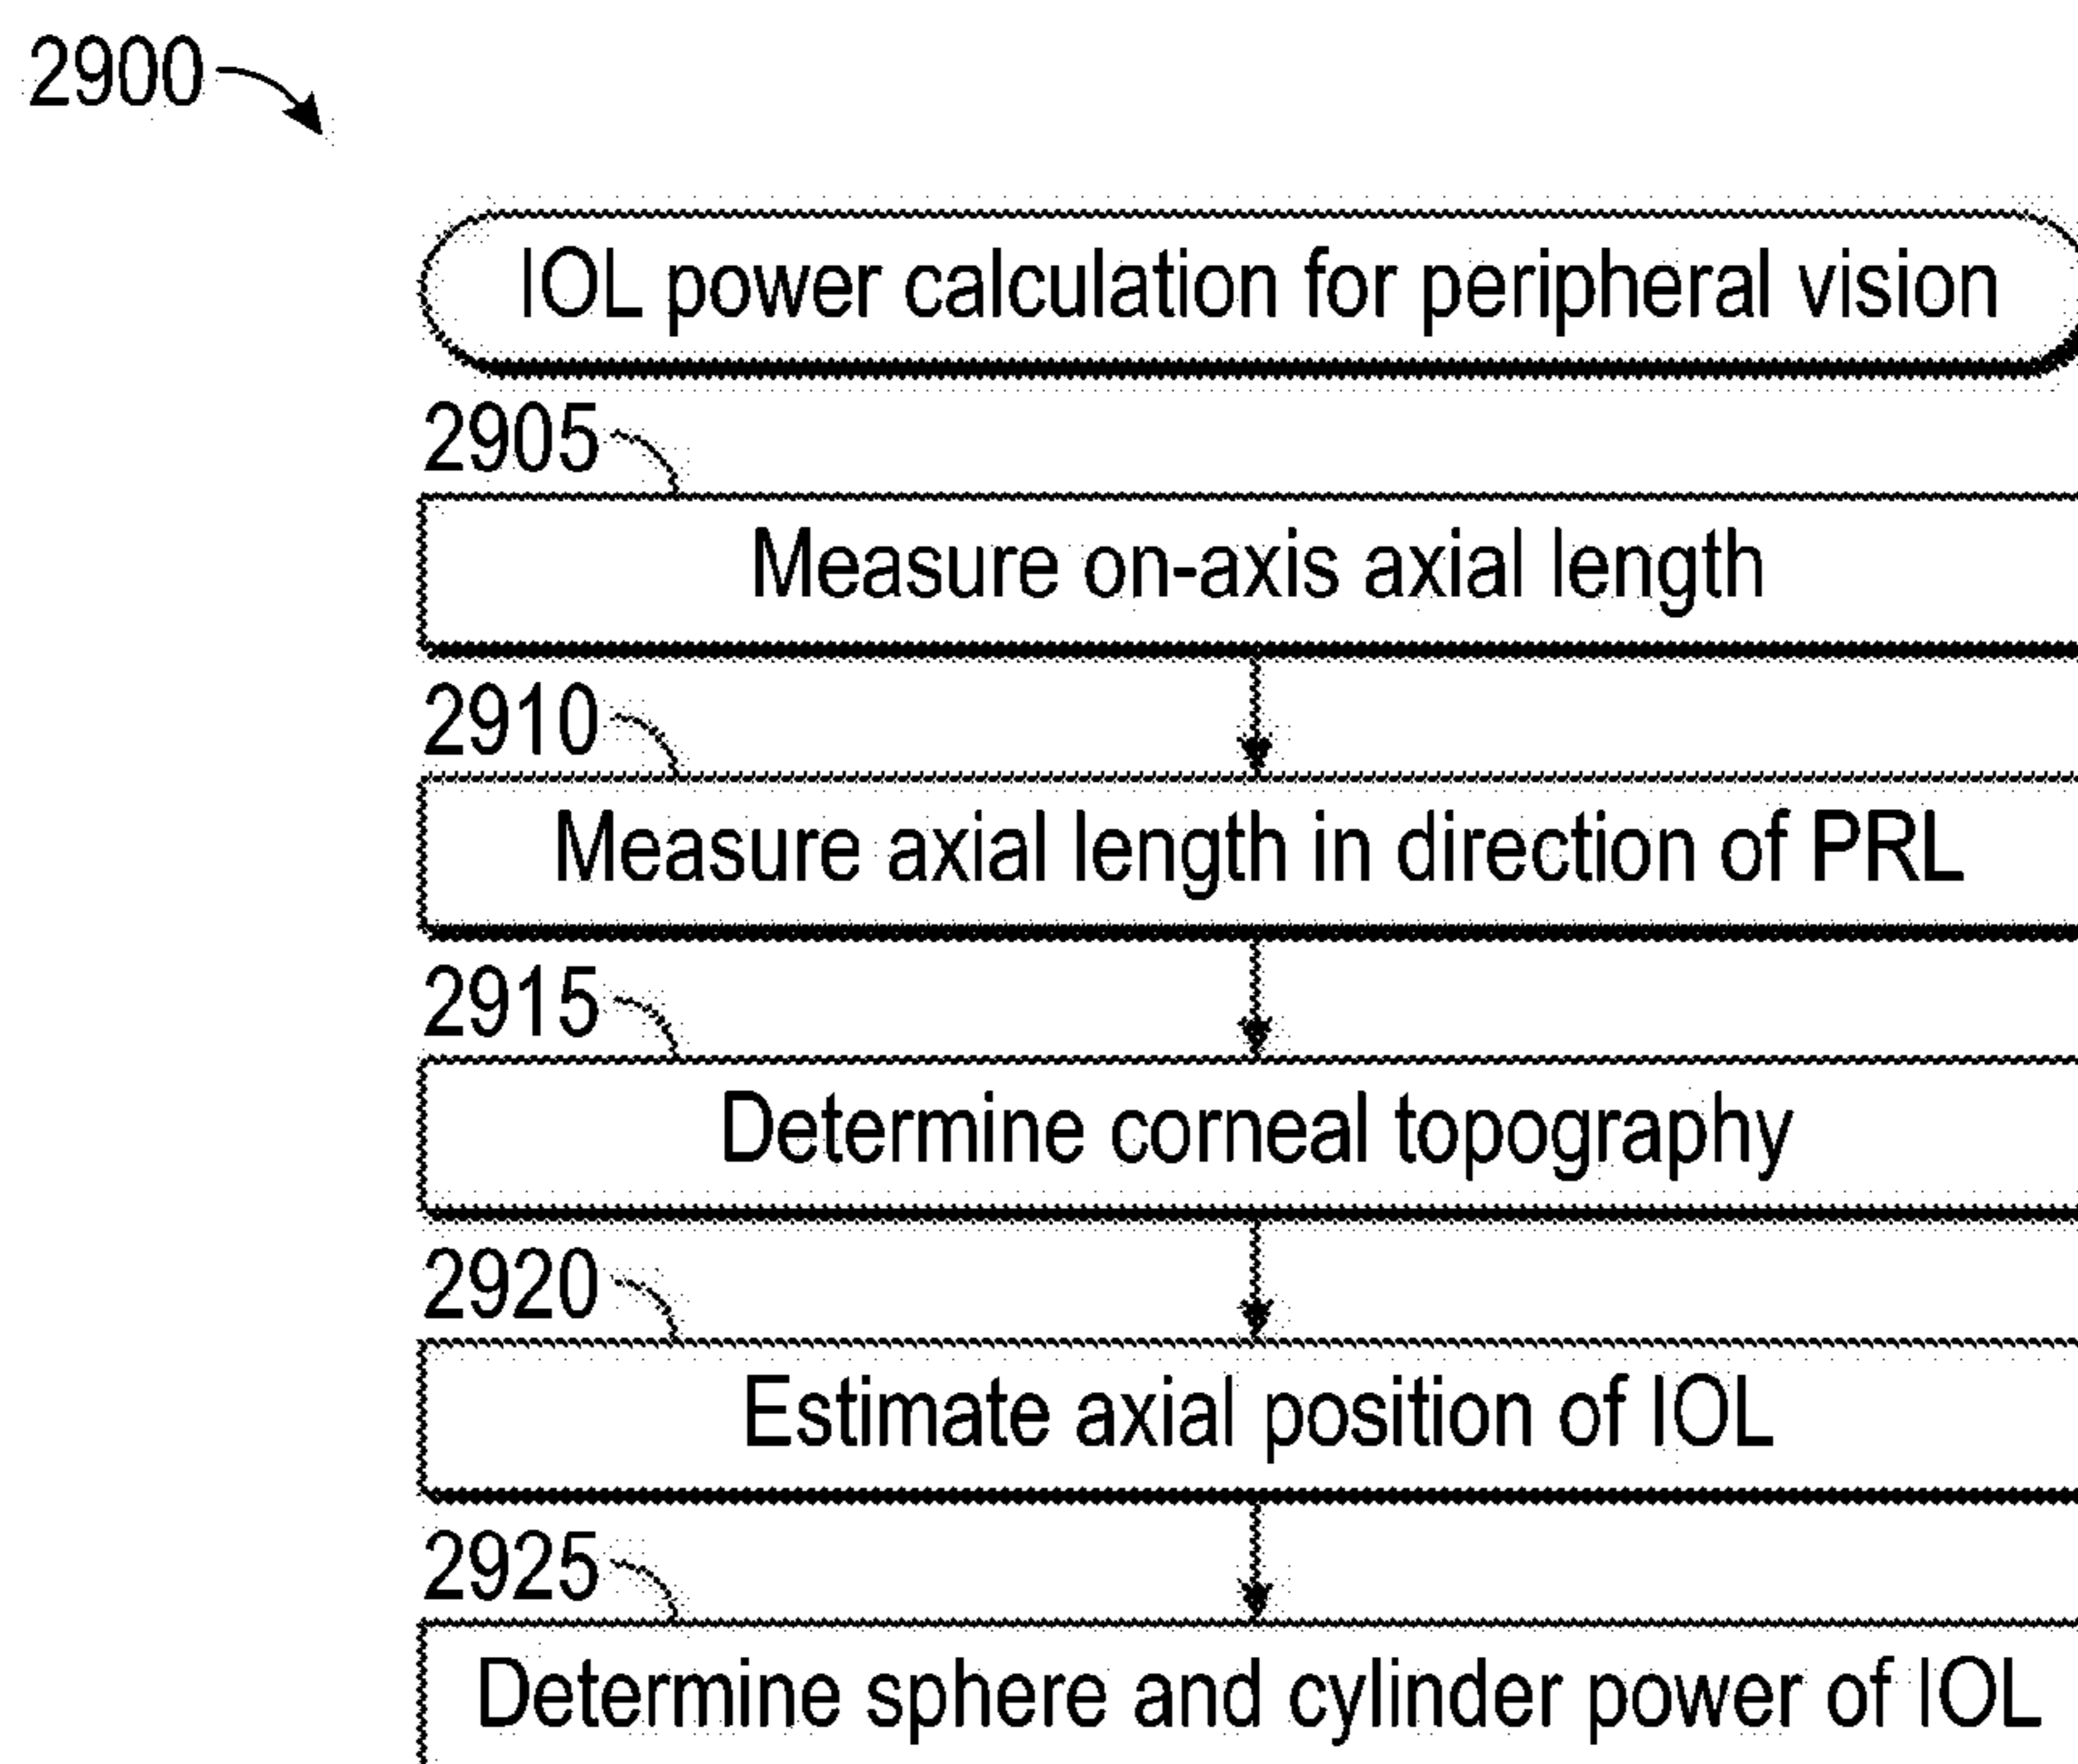 2900
IOL power calculation for peripheral vision
2905
Measure on-axis axial length
2910
Measure axial length in direction of PRL
2915
Determine corneal topography
2920
Estimate axial position of IOL
2925
Determine sphere and cylinder power of IOL